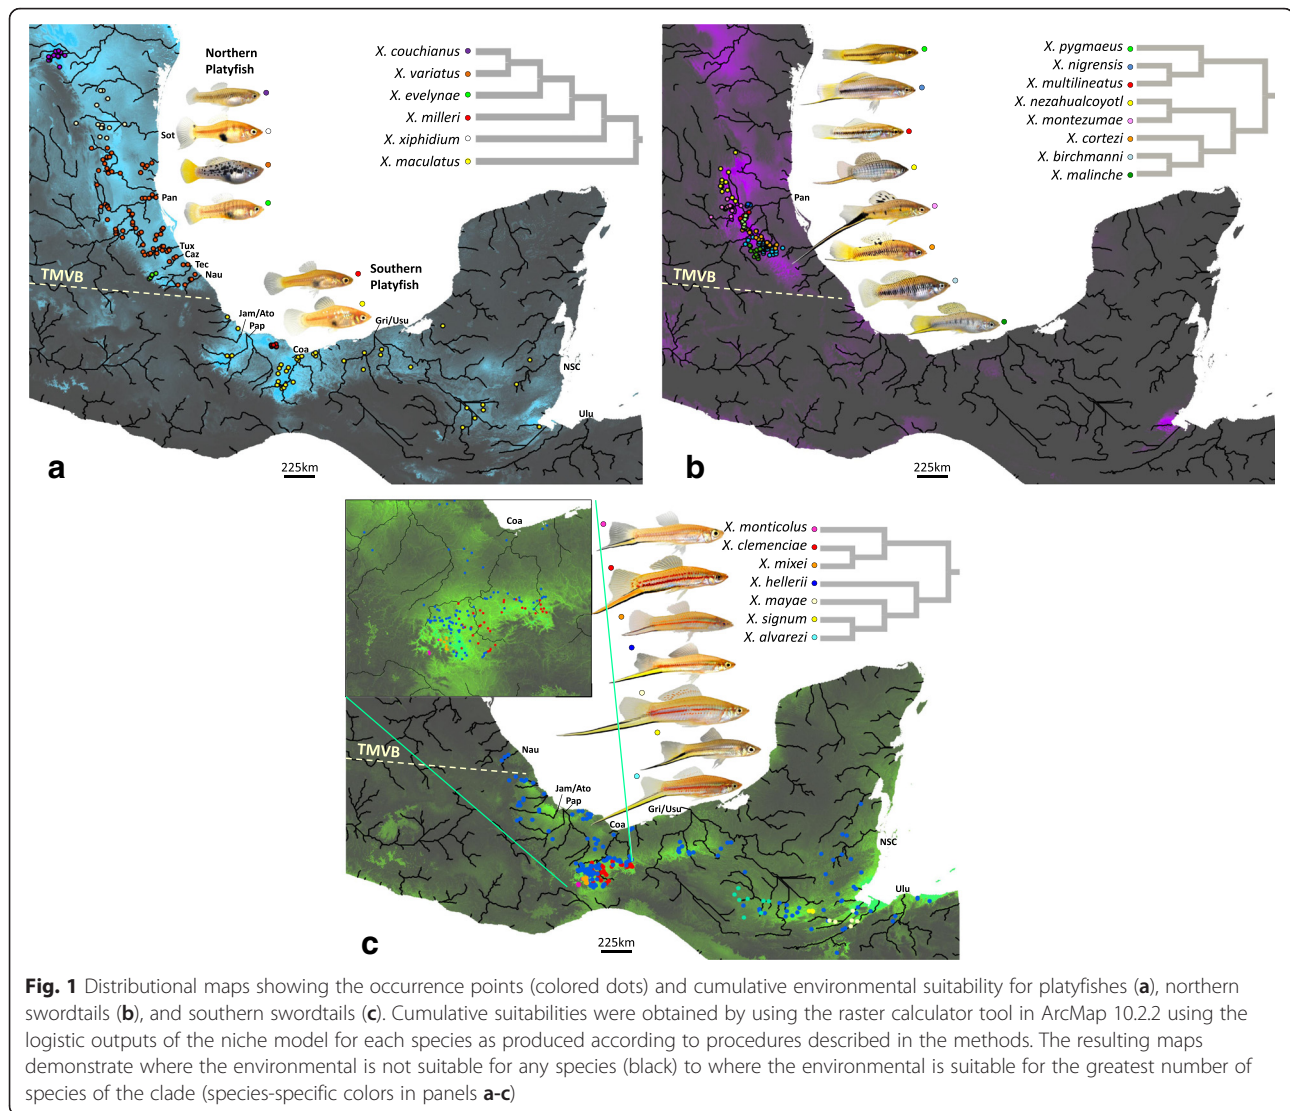 Northern
Platyfish
X. couchianus
X. variatus
X. evelynae
X. milleri
X. xiphidium
X. maculatus
Sot
Pan
Tux
Caz
Tec
Nau
TMVB
Southern
Platyfish
Jam/Ato
Pap
Coa
Gri/Usu
NSC
Ulu
a
225km
X. pygmaeus
X. nigrensis
X. multilineatus
X. nezahualcoyotl
X. montezumae
X. cortezi
X. birchmanni
X. malinche
Pan
TMVB
b
225km
Coa
X. monticolus
X. clemenciae
X. mixei
X. hellerii
X. mayae
X. signum
X. alvarezi
Nau
TMVB
Jam/Ato
Pap
Coa
Gri/Usu
NSC
Ulu
c
225km
Fig. 1 Distributional maps showing the occurrence points (colored dots) and cumulative environmental suitability for platyfishes (a), northern
swordtails (b), and southern swordtails (c). Cumulative suitabilities were obtained by using the raster calculator tool in ArcMap 10.2.2 using the
logistic outputs of the niche model for each species as produced according to procedures described in the methods. The resulting maps
demonstrate where the environmental is not suitable for any species (black) to where the environmental is suitable for the greatest number of
species of the clade (species-specific colors in panels a-c)